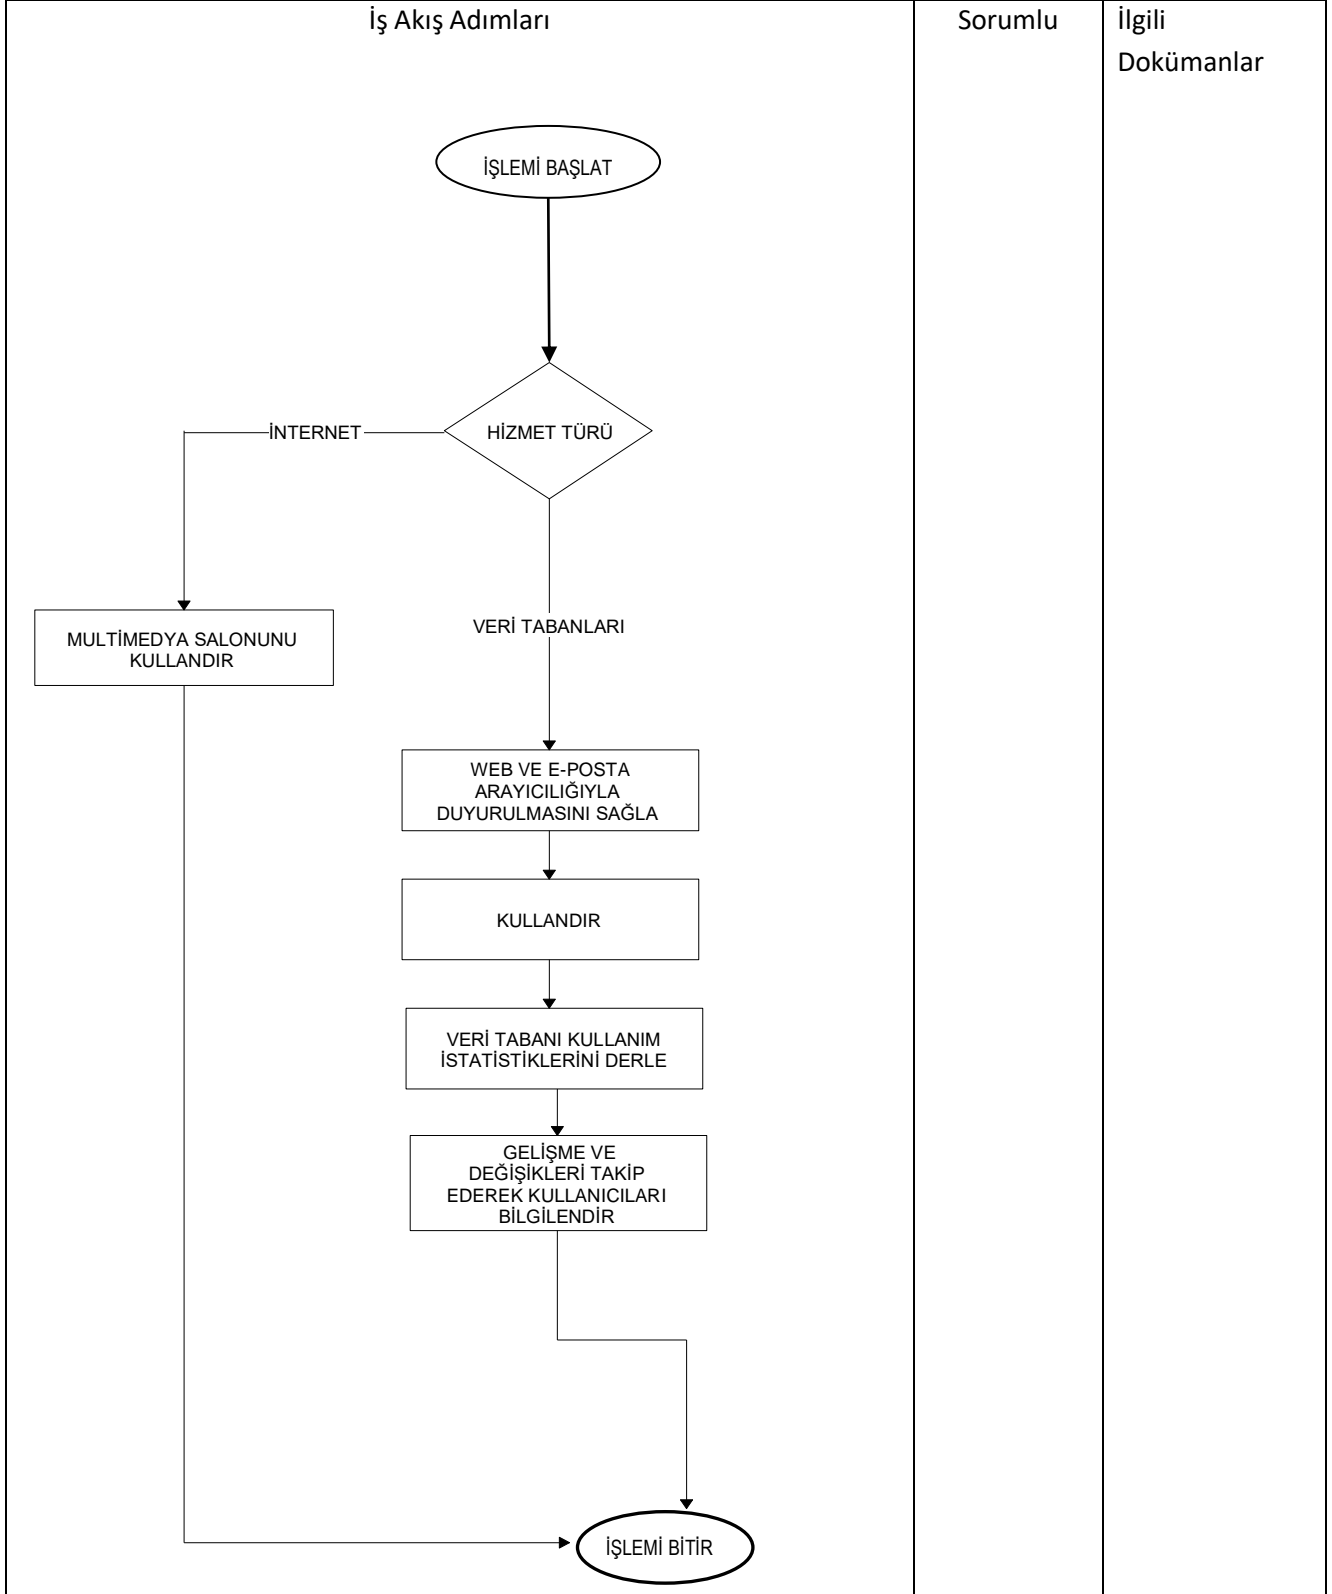 İş Akış Adımları
Sorumlu
İlgili
Dokümanlar
İŞLEMİ BAŞLAT
İNTERNET
HİZMET TÜRÜ
MULTİMEDYA SALONUNU
KULLANDIR
VERİ TABANLARI
WEB VE E-POSTA
ARAYICILIĞIYLA
DUYURULMASINI SAĞLA
KULLANDIR
VERİ TABANI KULLANIM
İSTATİSTİKLERİNİ DERLE
GELİŞME VE
DEĞİŞİKLERİ TAKİP
EDEREK KULLANICILARI
BİLGİLENDİR
İŞLEMİ BİTİR